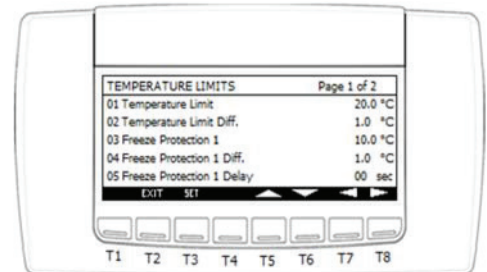 TEMPERATURE LIMITS Page 1 of 2
01 Temperature Limit 20.0 °C
02 Temperature Limit Diff. 1.0 °C
03 Freeze Protection 1 10.0 °C
04 Freeze Protection 1 Diff. 1.0 °C
05 Freeze Protection 1 Delay 00 sec
EXIT SET
T1 T2 T3 T4 T5 T6 T7 T8